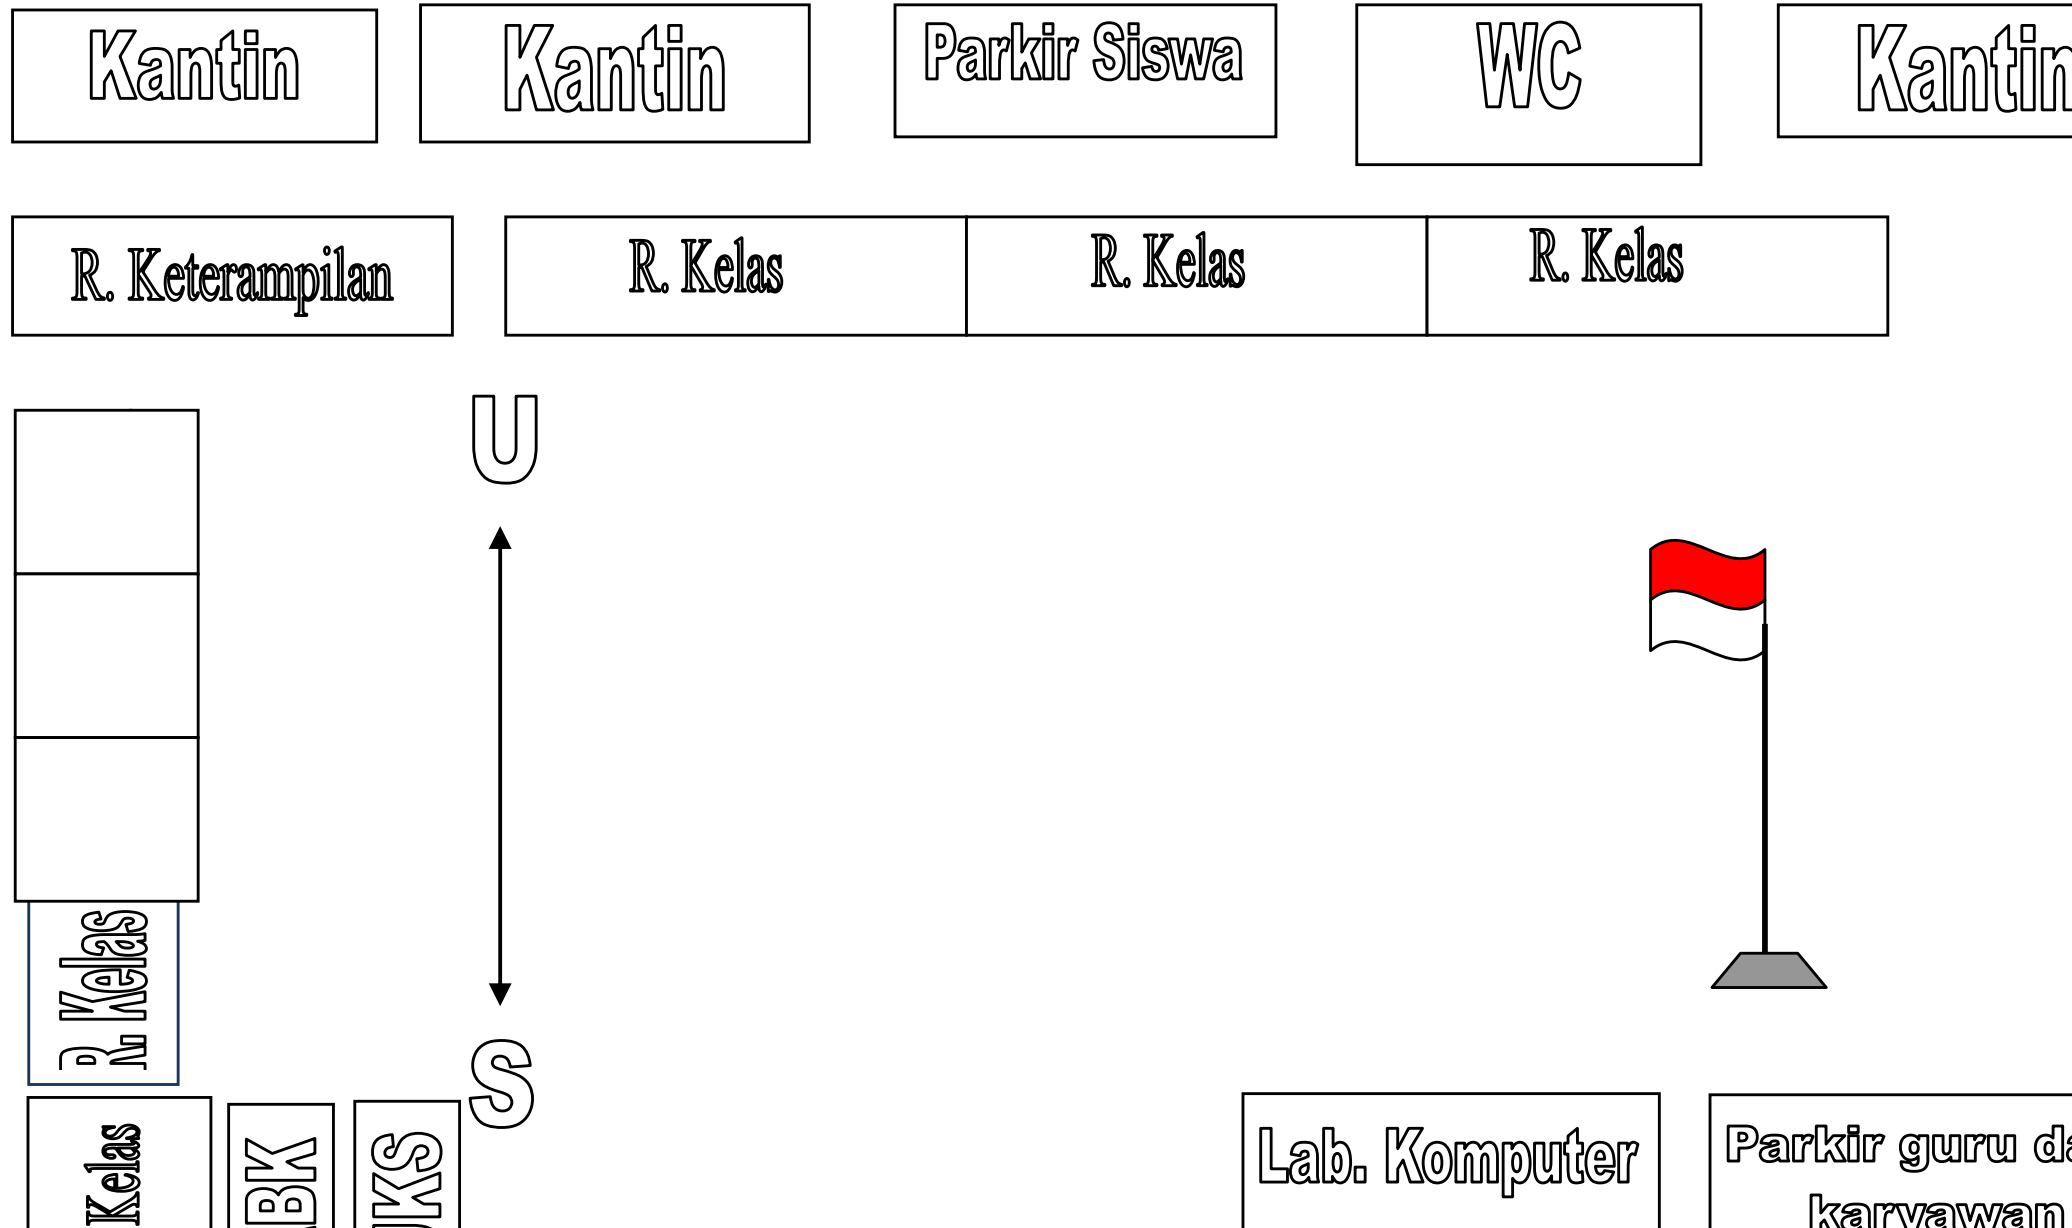 Kantin
Kantin
Parkir Siswa
WC
Kantin
R. Keterampilan
R. Kelas
R. Kelas
R. Kelas
U
R. Kelas
S
Kelas
BK
UKS
Lab. Komputer
Parkir guru da
karyawan